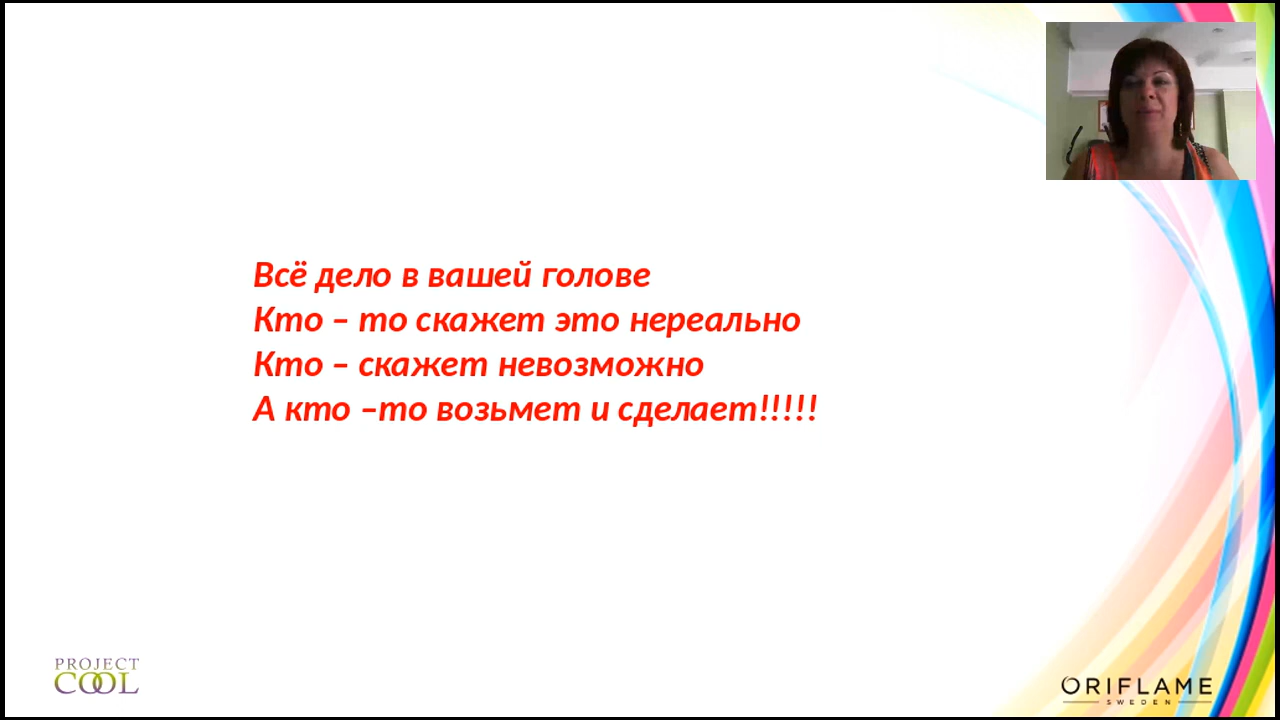 Всё дело в вашей голове
Кто – то скажет это нереально
Кто – скажет невозможно
А кто –то возьмет и сделает!!!!!
PROJECT
COOL
ORIFLAME
SWEDEN